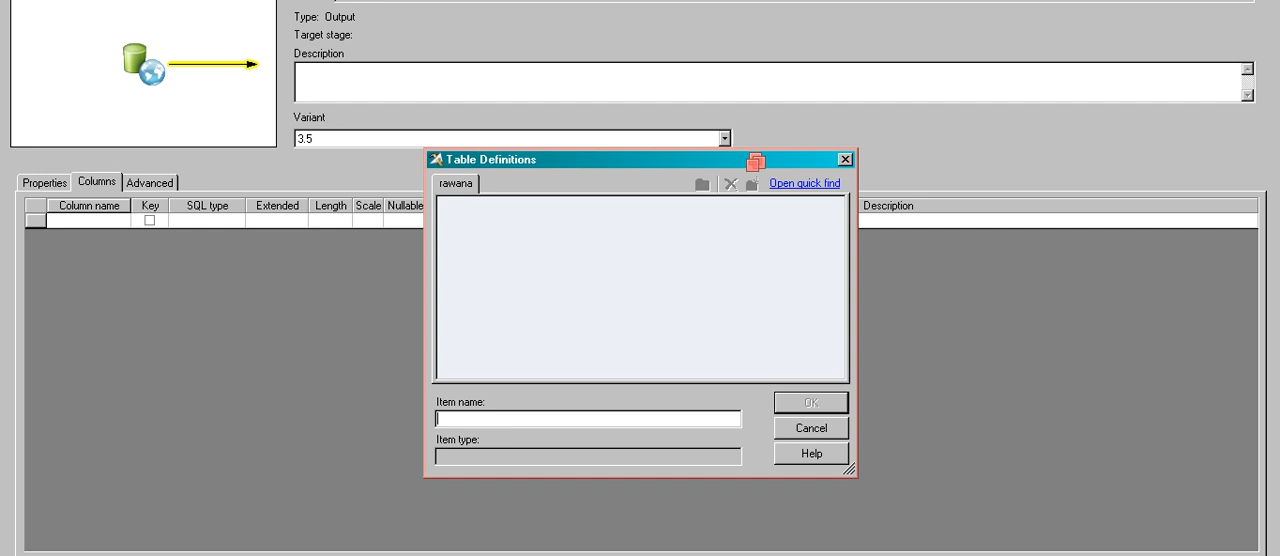 Type: Output
Target stage:
Description
Variant
3.5
Table Definitions
Properties Columns Advanced
rawana
Open quick find
Column name Key SQL type Extended Length Scale Nullable Description
Item name:
OK
Cancel
Item type:
Help